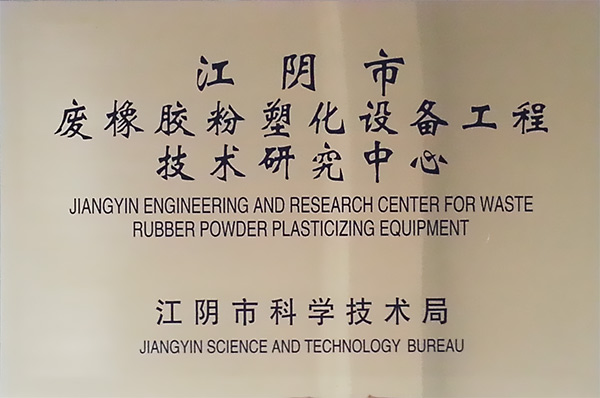 江阴市
废橡胶粉塑化设备工程
技术研究中心
JIANGYIN ENGINEERING AND RESEARCH CENTER FOR WASTE
RUBBER POWDER PLASTICIZING EQUIPMENT
江阴市科学技术局
JIANGYIN SCIENCE AND TECHNOLOGY BUREAU